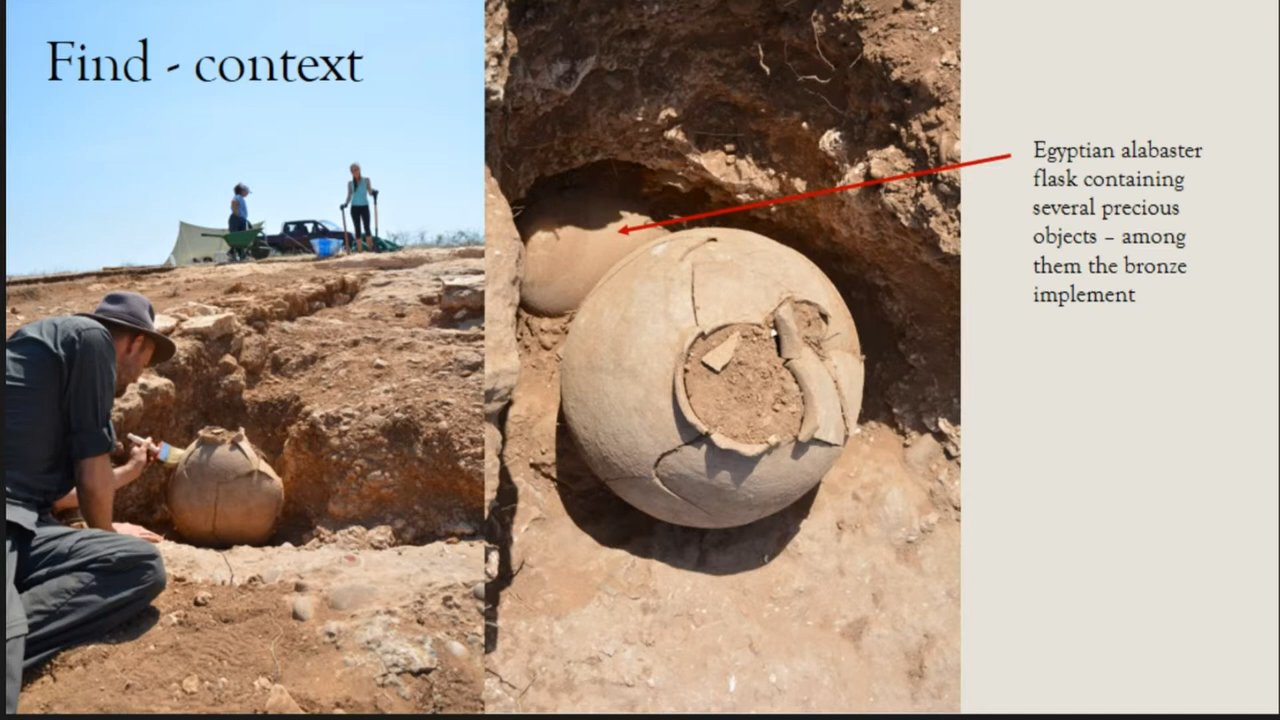 Find - context
Egyptian alabaster
flask containing
several precious
objects – among
them the bronze
implement